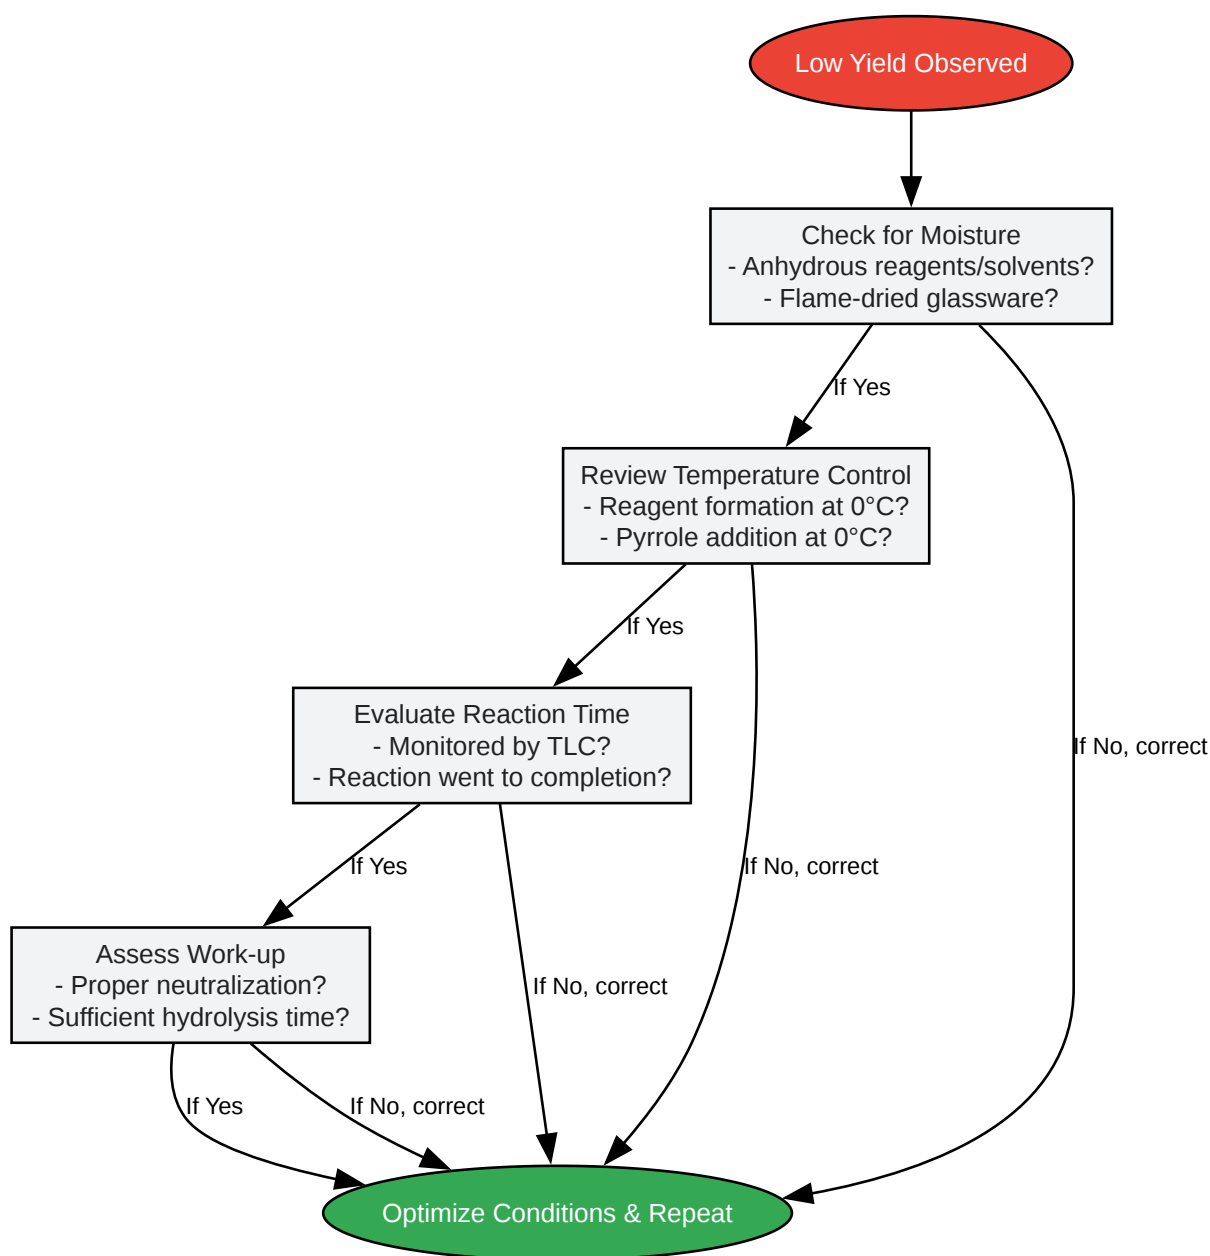 Low Yield Observed
Check for Moisture
- Anhydrous reagents/solvents?
- Flame-dried glassware?
If Yes
Review Temperature Control
- Reagent formation at 0°C?
- Pyrrole addition at 0°C?
If Yes
Evaluate Reaction Time
- Monitored by TLC?
- Reaction went to completion?
If No, correct
If Yes
If No, correct
Assess Work-up
- Proper neutralization?
- Sufficient hydrolysis time?
If No, correct
If Yes
If No, correct
Optimize Conditions & Repeat